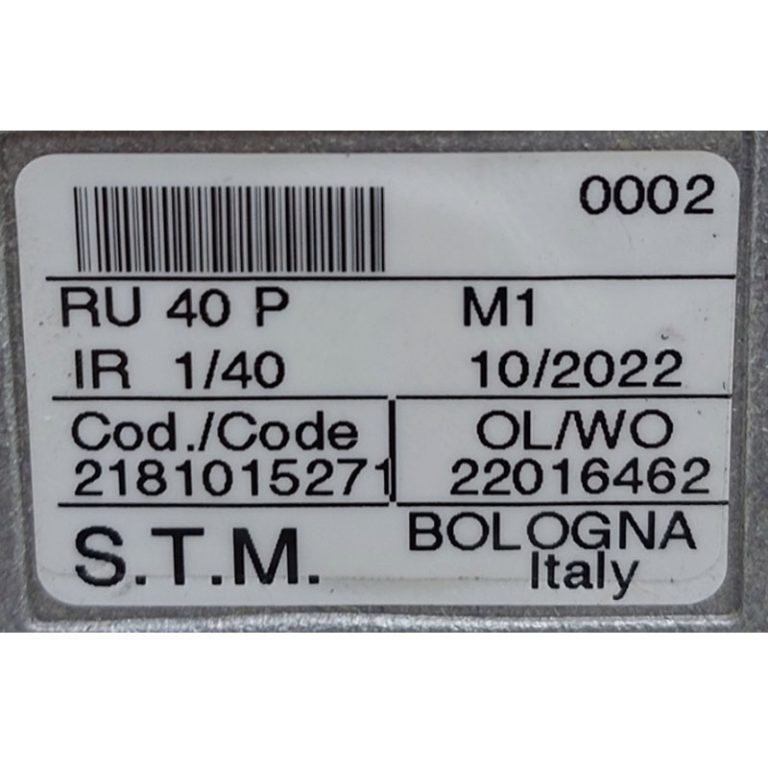 0002
RU 40 P M1
IR 1/40 10/2022
Cod./Code OL/WO
2181015271 22016462
S.T.M. BOLOGNA
Italy